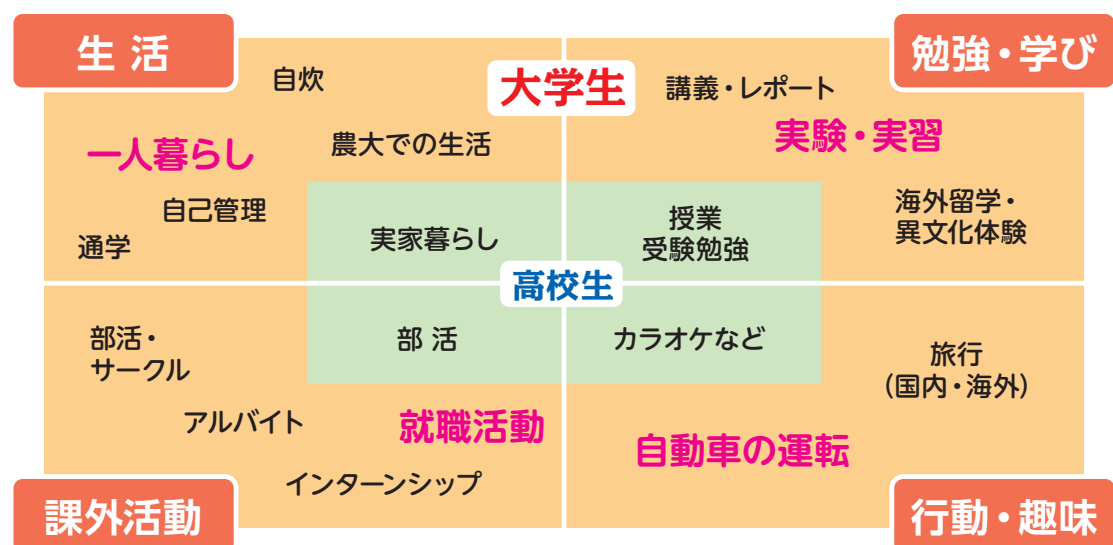 生 活
自炊
大学生
農大での生活
一人暮らし
自己管理
通学
実家暮らし
勉強・学び
講義・レポート
実験・実習
海外留学・
異文化体験
授業
受験勉強
高校生
部活・
サークル
部 活
アルバイト
就職活動
インターンシップ
課外活動
カラオケなど
旅行
（国内・海外）
自動車の運転
行動・趣味